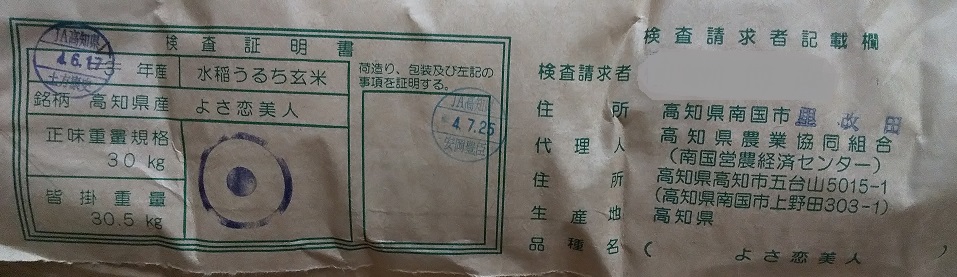 検査証明書
JA高知県
4.6.17
年産
水稲うるち玄米
銘柄 高知県産
よさ恋美人
正味重量規格
30 kg
皆掛重量
30.5 kg
荷造り、包装及び左記の
事項を証明する。
JA高知
4.7.25
検査請求者記載欄
検査請求者
住所 高知県南国市里改田
代理人 高知県農業協同組合
(南国営農経済センター)
住所 高知県高知市五台山5015-1
(高知県南国市上野田303-1)
生産地 高知県
品種名 ( よさ恋美人 )